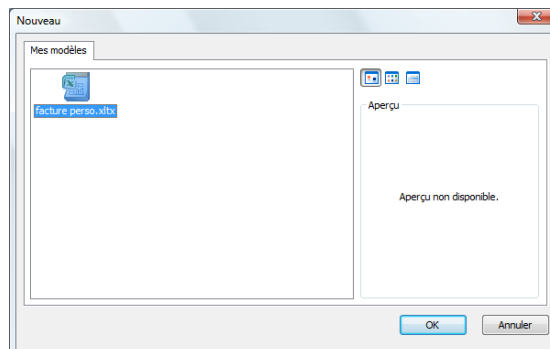 Nouveau
Mes modèles
facture perso.xltx
Aperçu
Aperçu non disponible.
OK
Annuler